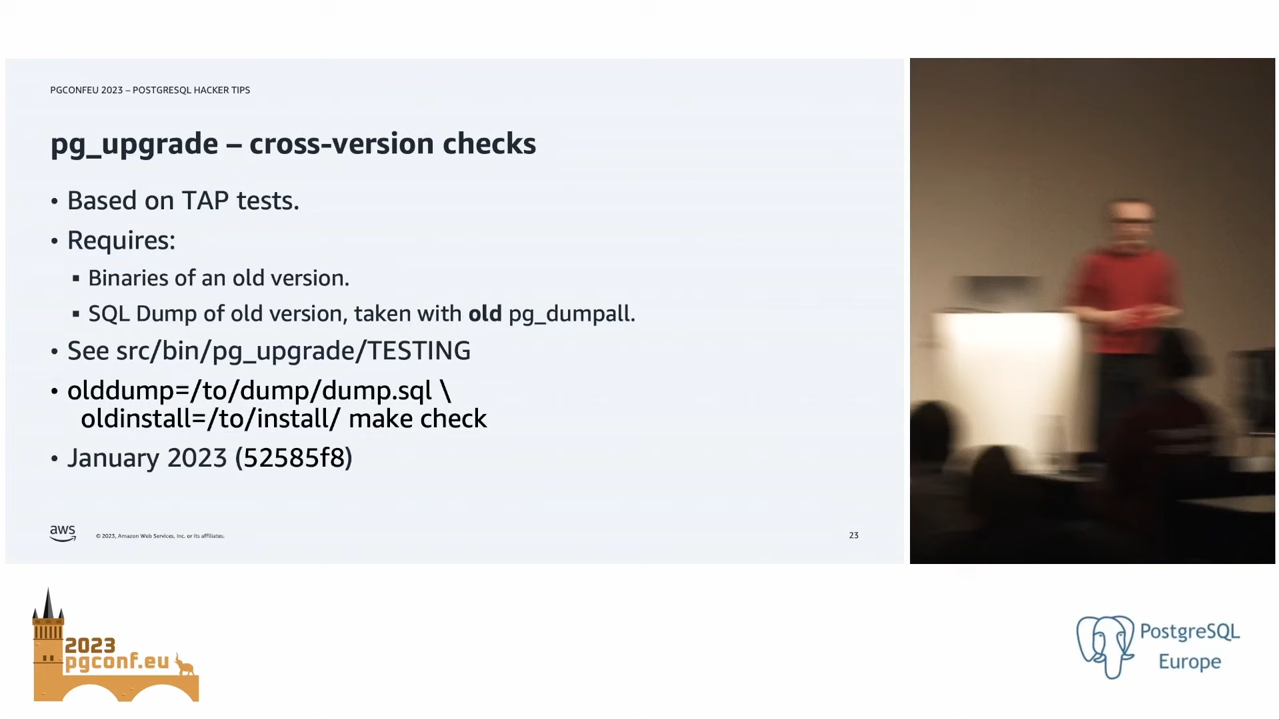 PGCONFEU 2023 – POSTGRESQL HACKER TIPS
pg_upgrade – cross-version checks
• Based on TAP tests.
• Requires:
▪ Binaries of an old version.
▪ SQL Dump of old version, taken with old pg_dumpall.
• See src/bin/pg_upgrade/TESTING
• olddump=/to/dump/dump.sql \
oldinstall=/to/install/ make check
• January 2023 (52585f8)
aws
© 2023, Amazon Web Services, Inc. or its affiliates.
23
2023
pgconf.eu
PostgreSQL
Europe